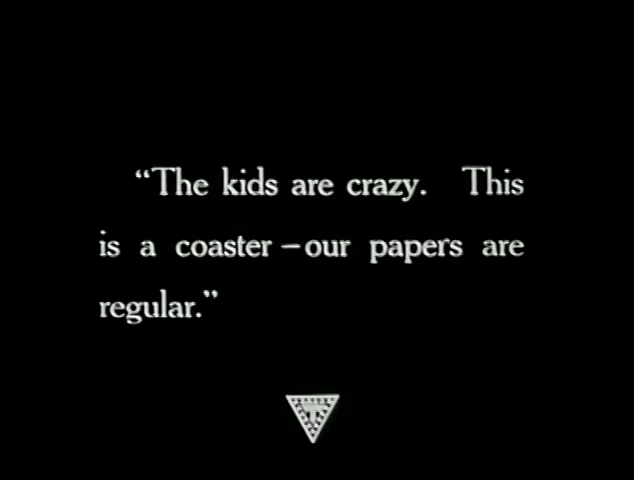 “The kids are crazy. This
is a coaster—our papers are
regular.”